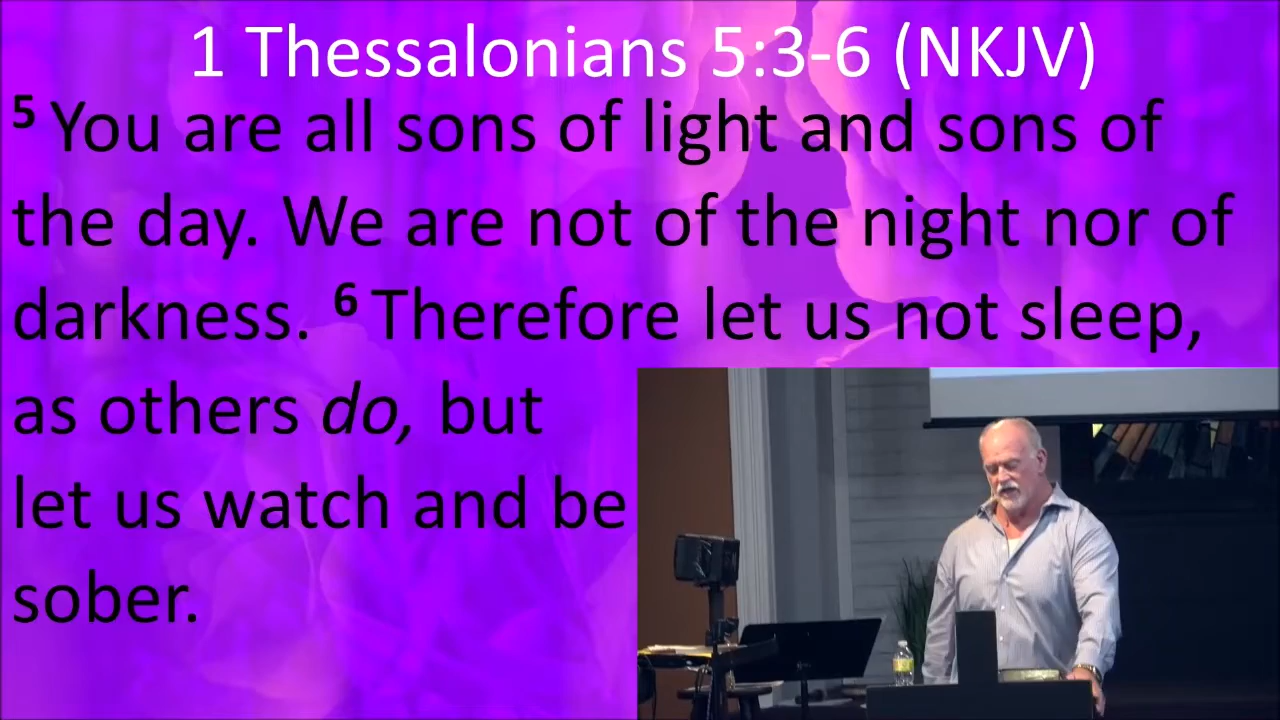 1 Thessalonians 5:3-6 (NKJV)
5 You are all sons of light and sons of
the day. We are not of the night nor of
darkness. 6 Therefore let us not sleep,
as others do, but
let us watch and be
sober.